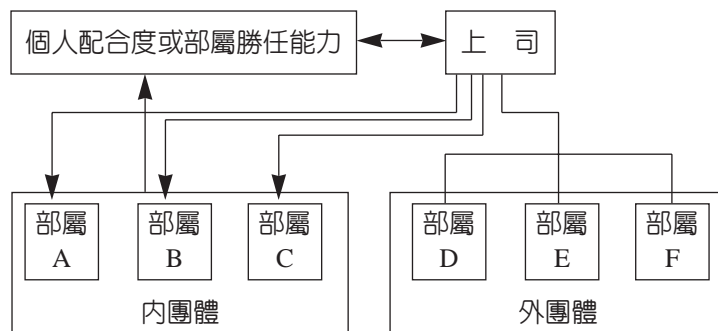 個人配合度或部屬勝任能力
上 司
部屬 A
部屬 B
部屬 C
部屬 D
部屬 E
部屬 F
內團體
外團體